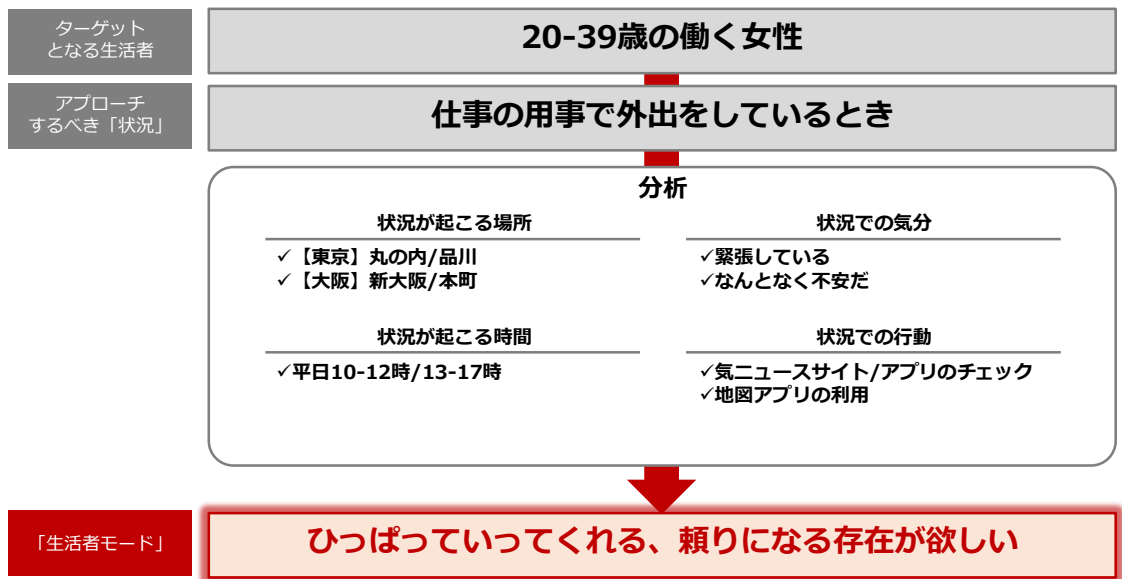 ターゲット
となる生活者
20-39歳の働く女性
アプローチ
するべき「状況」
仕事の用事で外出をしているとき
分析
状況が起こる場所
✓【東京】丸の内/品川
✓【大阪】新大阪/本町
状況での気分
✓緊張している
✓なんとなく不安だ
状況が起こる時間
✓平日10-12時/13-17時
状況での行動
✓気ニュースサイト/アプリのチェック
✓地図アプリの利用
「生活者モード」
ひっぱっていってくれる、頼りになる存在が欲しい